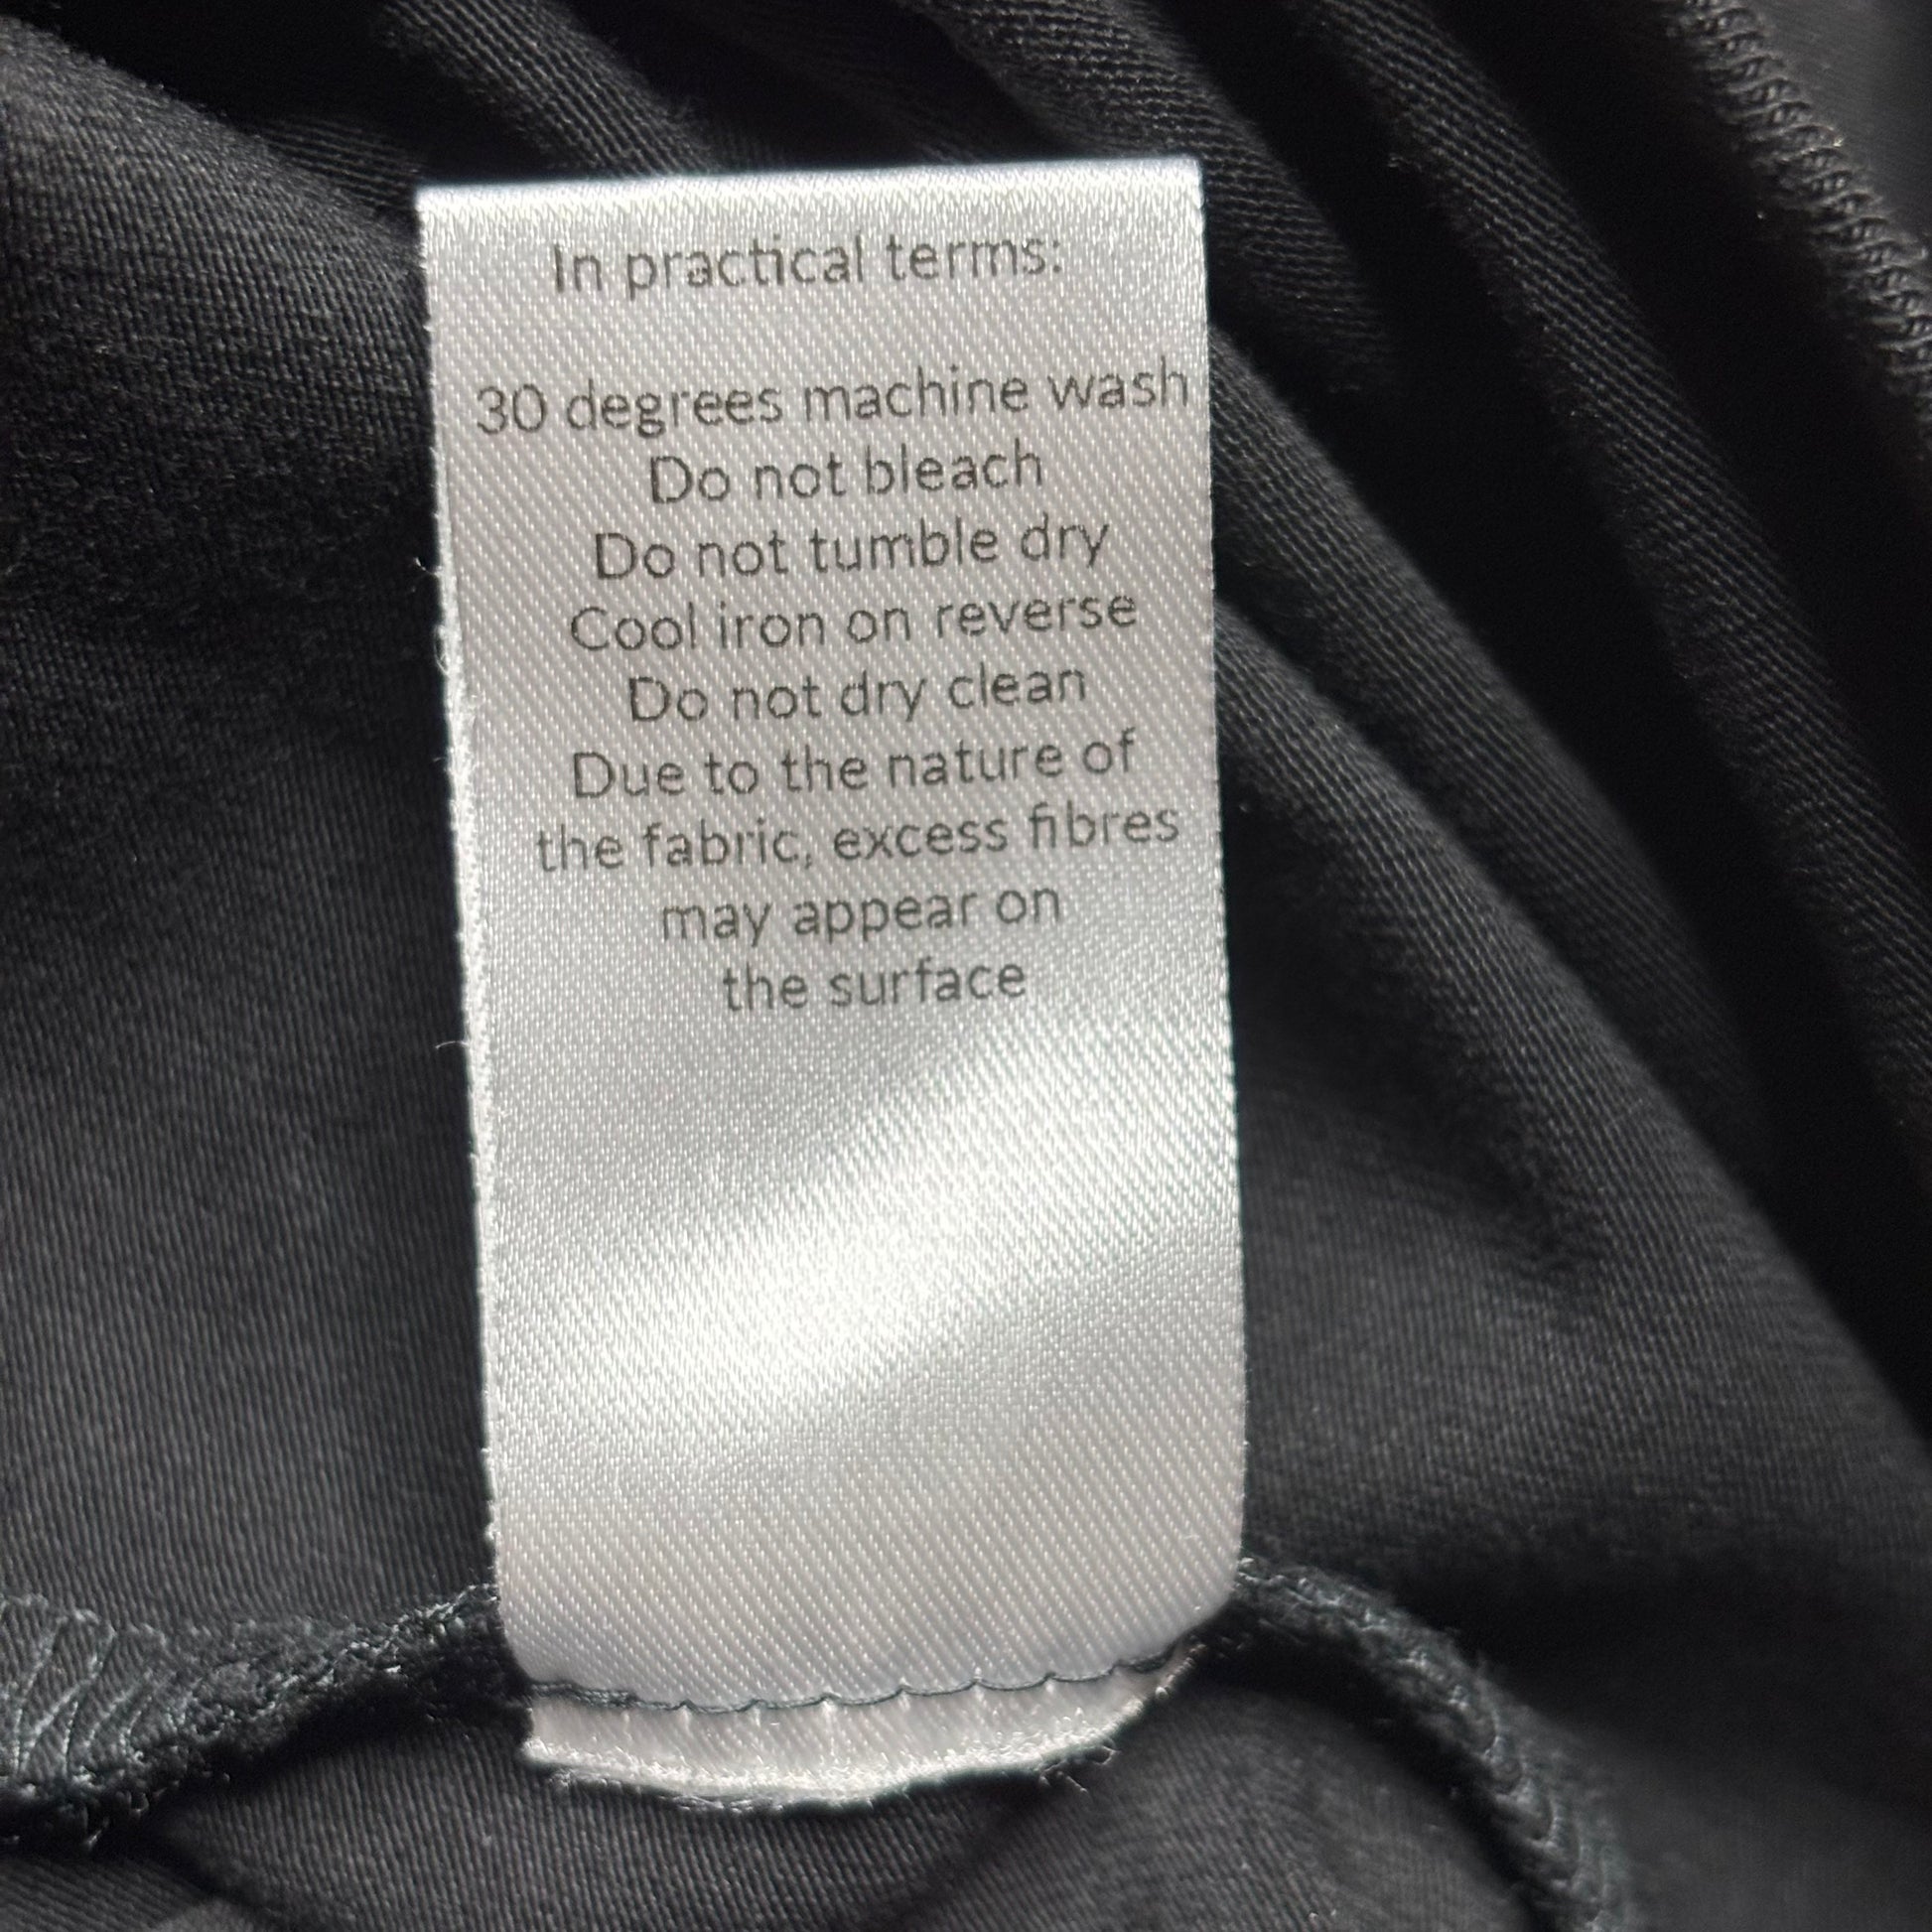 In practical terms:
30 degrees machine wash
Do not bleach
Do not tumble dry
Cool iron on reverse
Do not dry clean
Due to the nature of
the fabric, excess fibres
may appear on
the surface